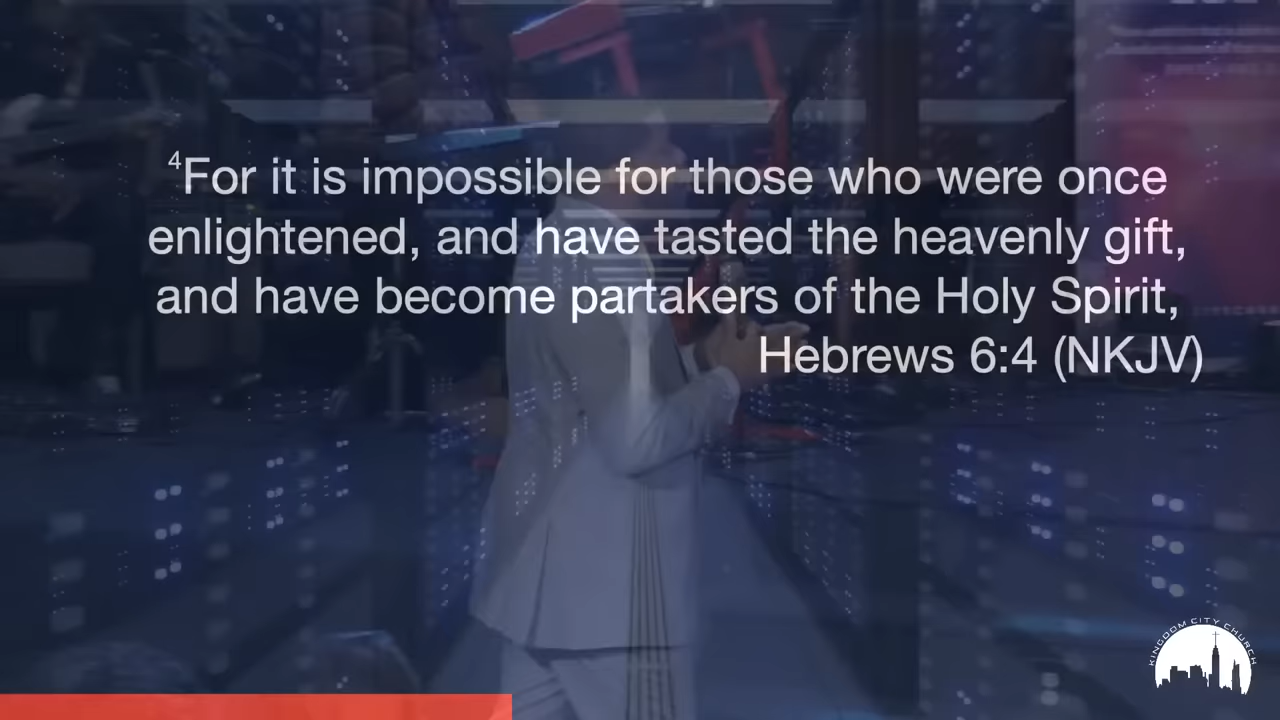 4For it is impossible for those who were once
enlightened, and have tasted the heavenly gift,
and have become partakers of the Holy Spirit,
Hebrews 6:4 (NKJV)
KINGDOM CITY CHURCH